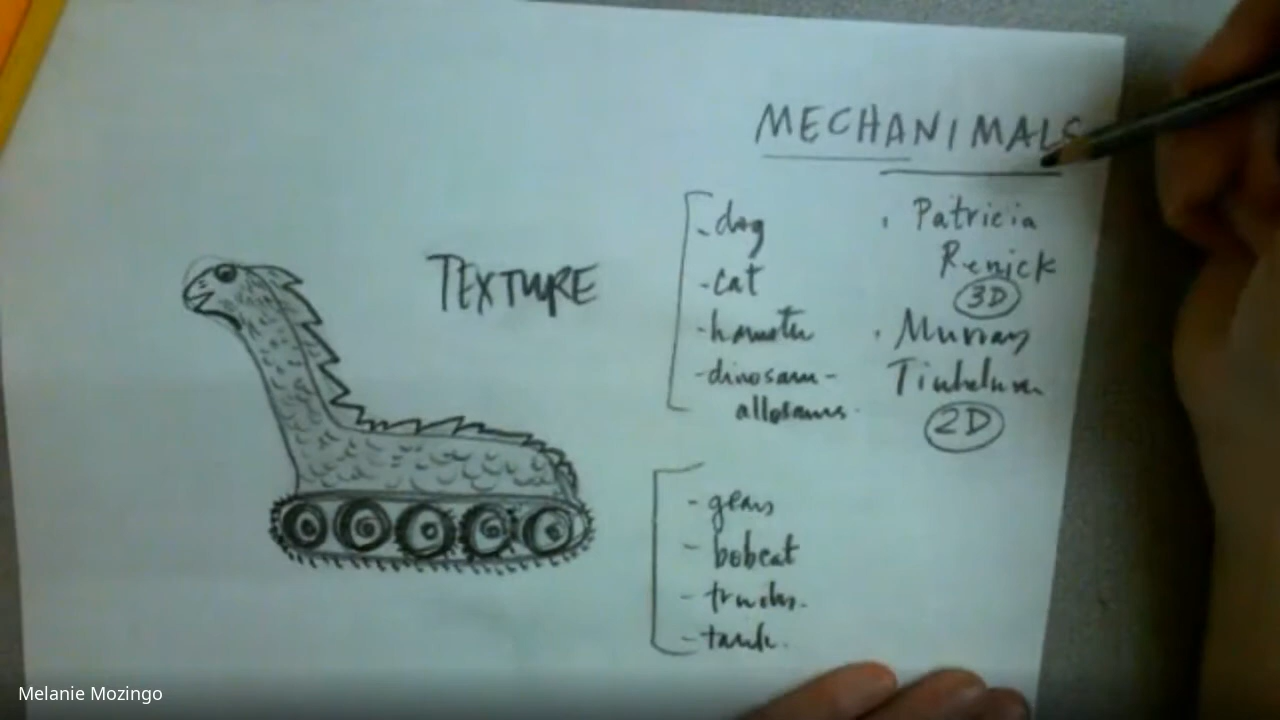 MECHANIMALS
TEXTURE
- dog
- cat
- hamster
- dinosaur -
allosaurus.
. Patricia
Renick
3D
. Murray
Tinkelman
2D
- gears
- bobcat
- trucks.
- tank.
Melanie Mozingo